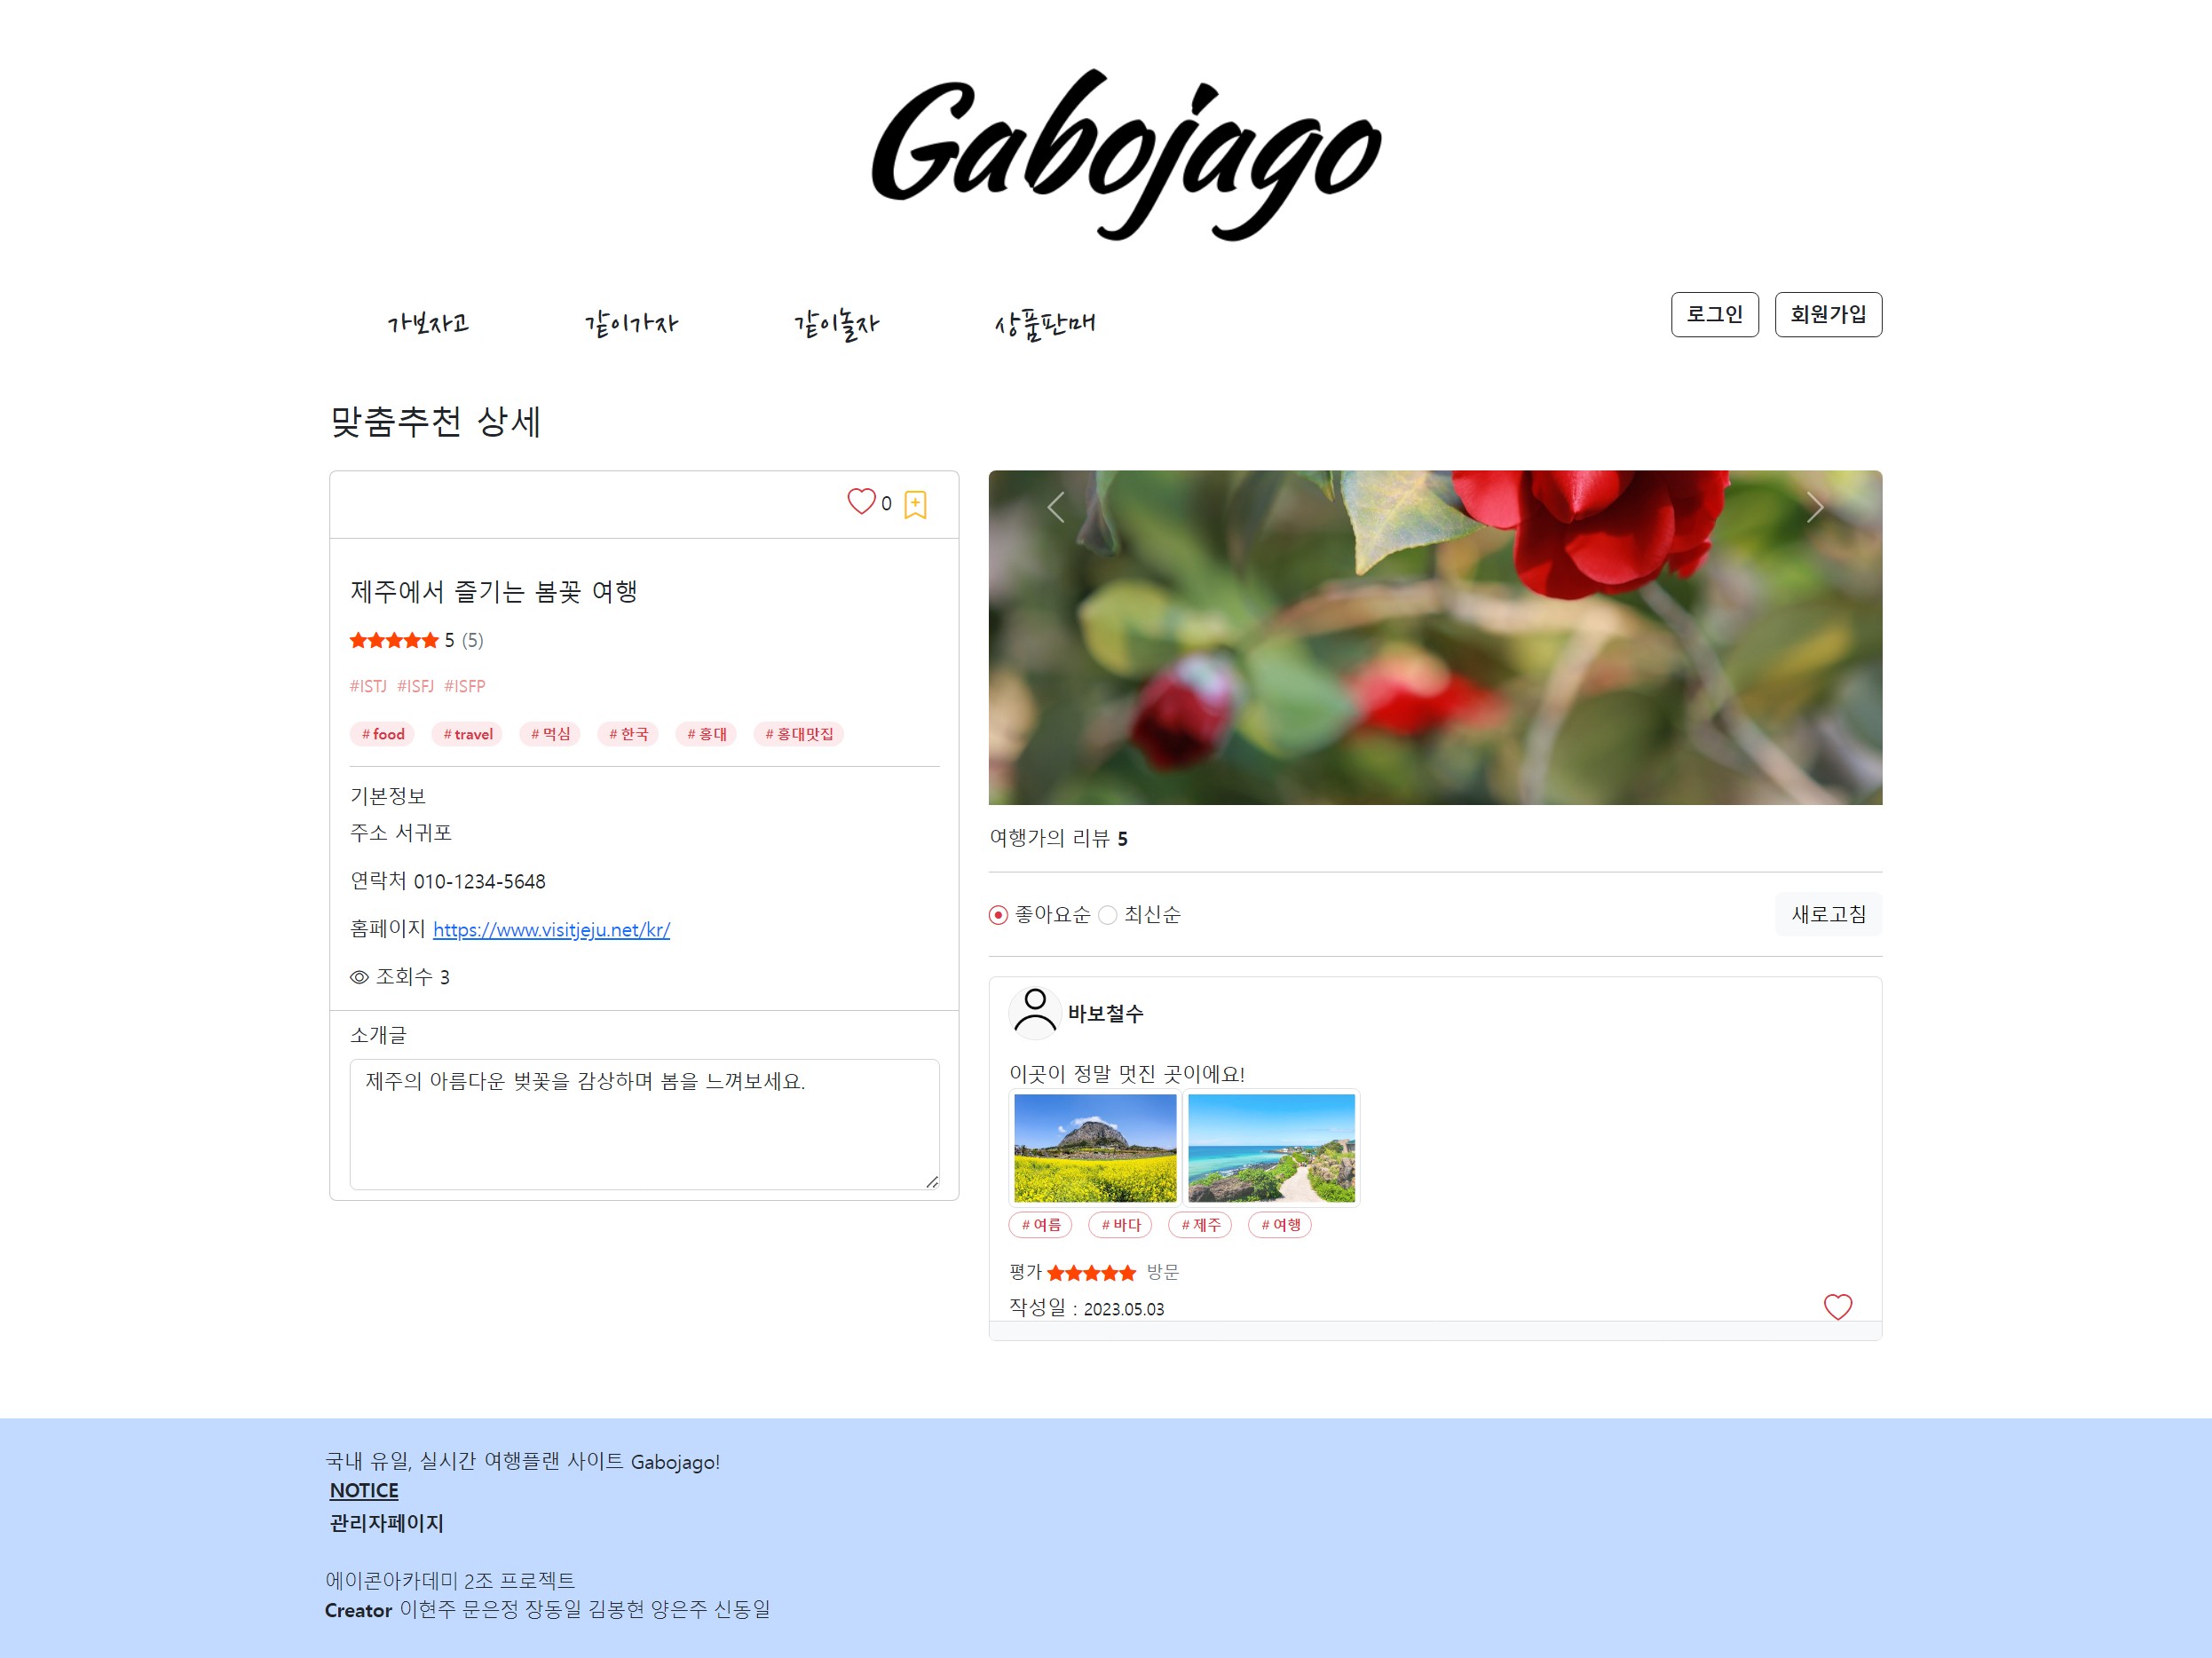 Gabojago
가보자고 같이가자 같이놀자 상품판매 로그인 회원가입
맞춤추천 상세
0
제주에서 즐기는 봄꽃 여행
5 (5)
#ISTJ #ISFJ #ISFP
# food # travel # 먹심 # 한국 # 홍대 # 홍대맛집
기본정보
주소 서귀포
연락처 010-1234-5648
홈페이지 https://www.visitjeju.net/kr/
조회수 3
소개글
제주의 아름다운 벚꽃을 감상하며 봄을 느껴보세요.
여행가의 리뷰 5
좋아요순 최신순 새로고침
바보철수
이곳이 정말 멋진 곳이에요!
# 여름 # 바다 # 제주 # 여행
평가 방문
작성일 : 2023.05.03
국내 유일, 실시간 여행플랜 사이트 Gabojago!
NOTICE
관리자페이지
에이콘아카데미 2조 프로젝트
Creator 이현주 문은정 장동일 김봉현 양은주 신동일